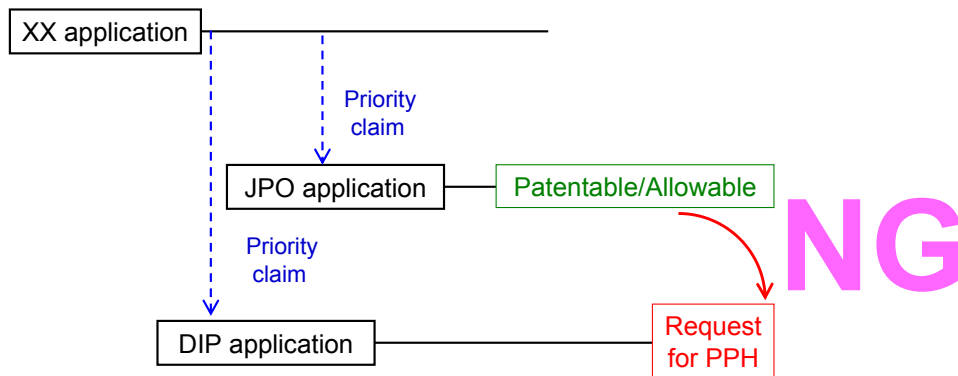 XX application
Priority
claim
JPO application
Patentable/Allowable
NG
Priority
claim
DIP application
Request
for PPH